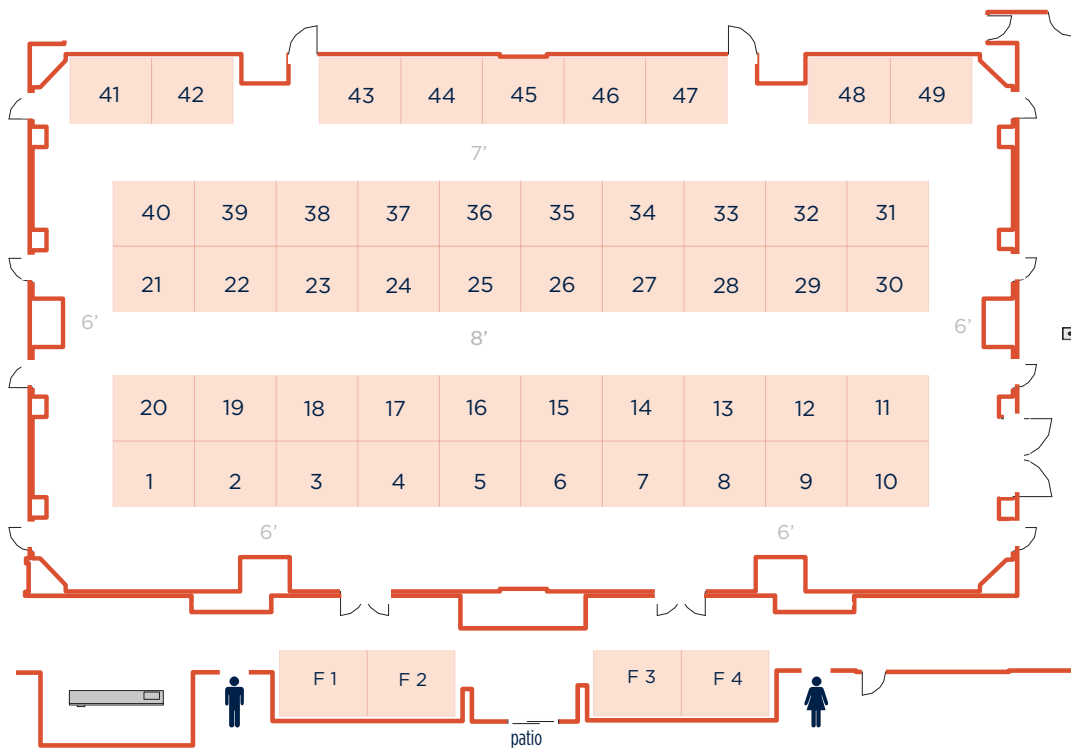 41 42 43 44 45 46 47 48 49
7’
40 39 38 37 36 35 34 33 32 31
21 22 23 24 25 26 27 28 29 30
6’ 8’ 6’
20 19 18 17 16 15 14 13 12 11
1 2 3 4 5 6 7 8 9 10
6’ 6’
F 1 F 2 F 3 F 4
patio